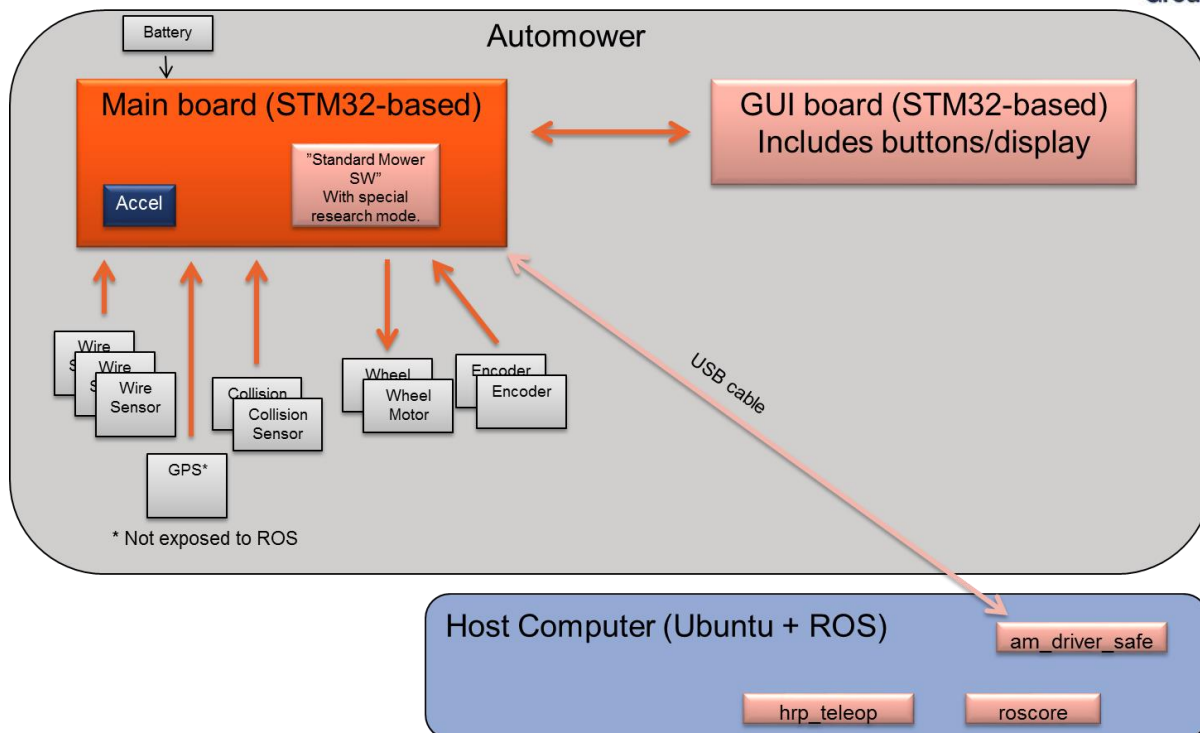 Battery
Automower
Main board (STM32-based)
Accel
”Standard Mower
SW”
With special
research mode.
GUI board (STM32-based)
Includes buttons/display
Wire
Wire
Wire
Sensor
GPS*
Collision
Collision
Sensor
Wheel
Wheel
Motor
Encoder
Encoder
* Not exposed to ROS
USB cable
Host Computer (Ubuntu + ROS)
am_driver_safe
hrp_teleop
roscore